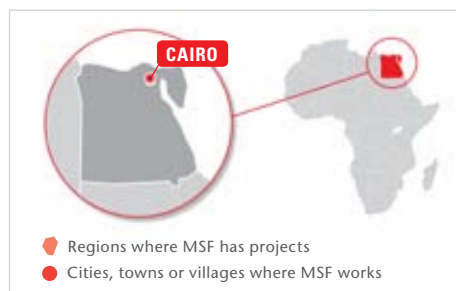 CAIRO
Regions where MSF has projects
Cities, towns or villages where MSF works